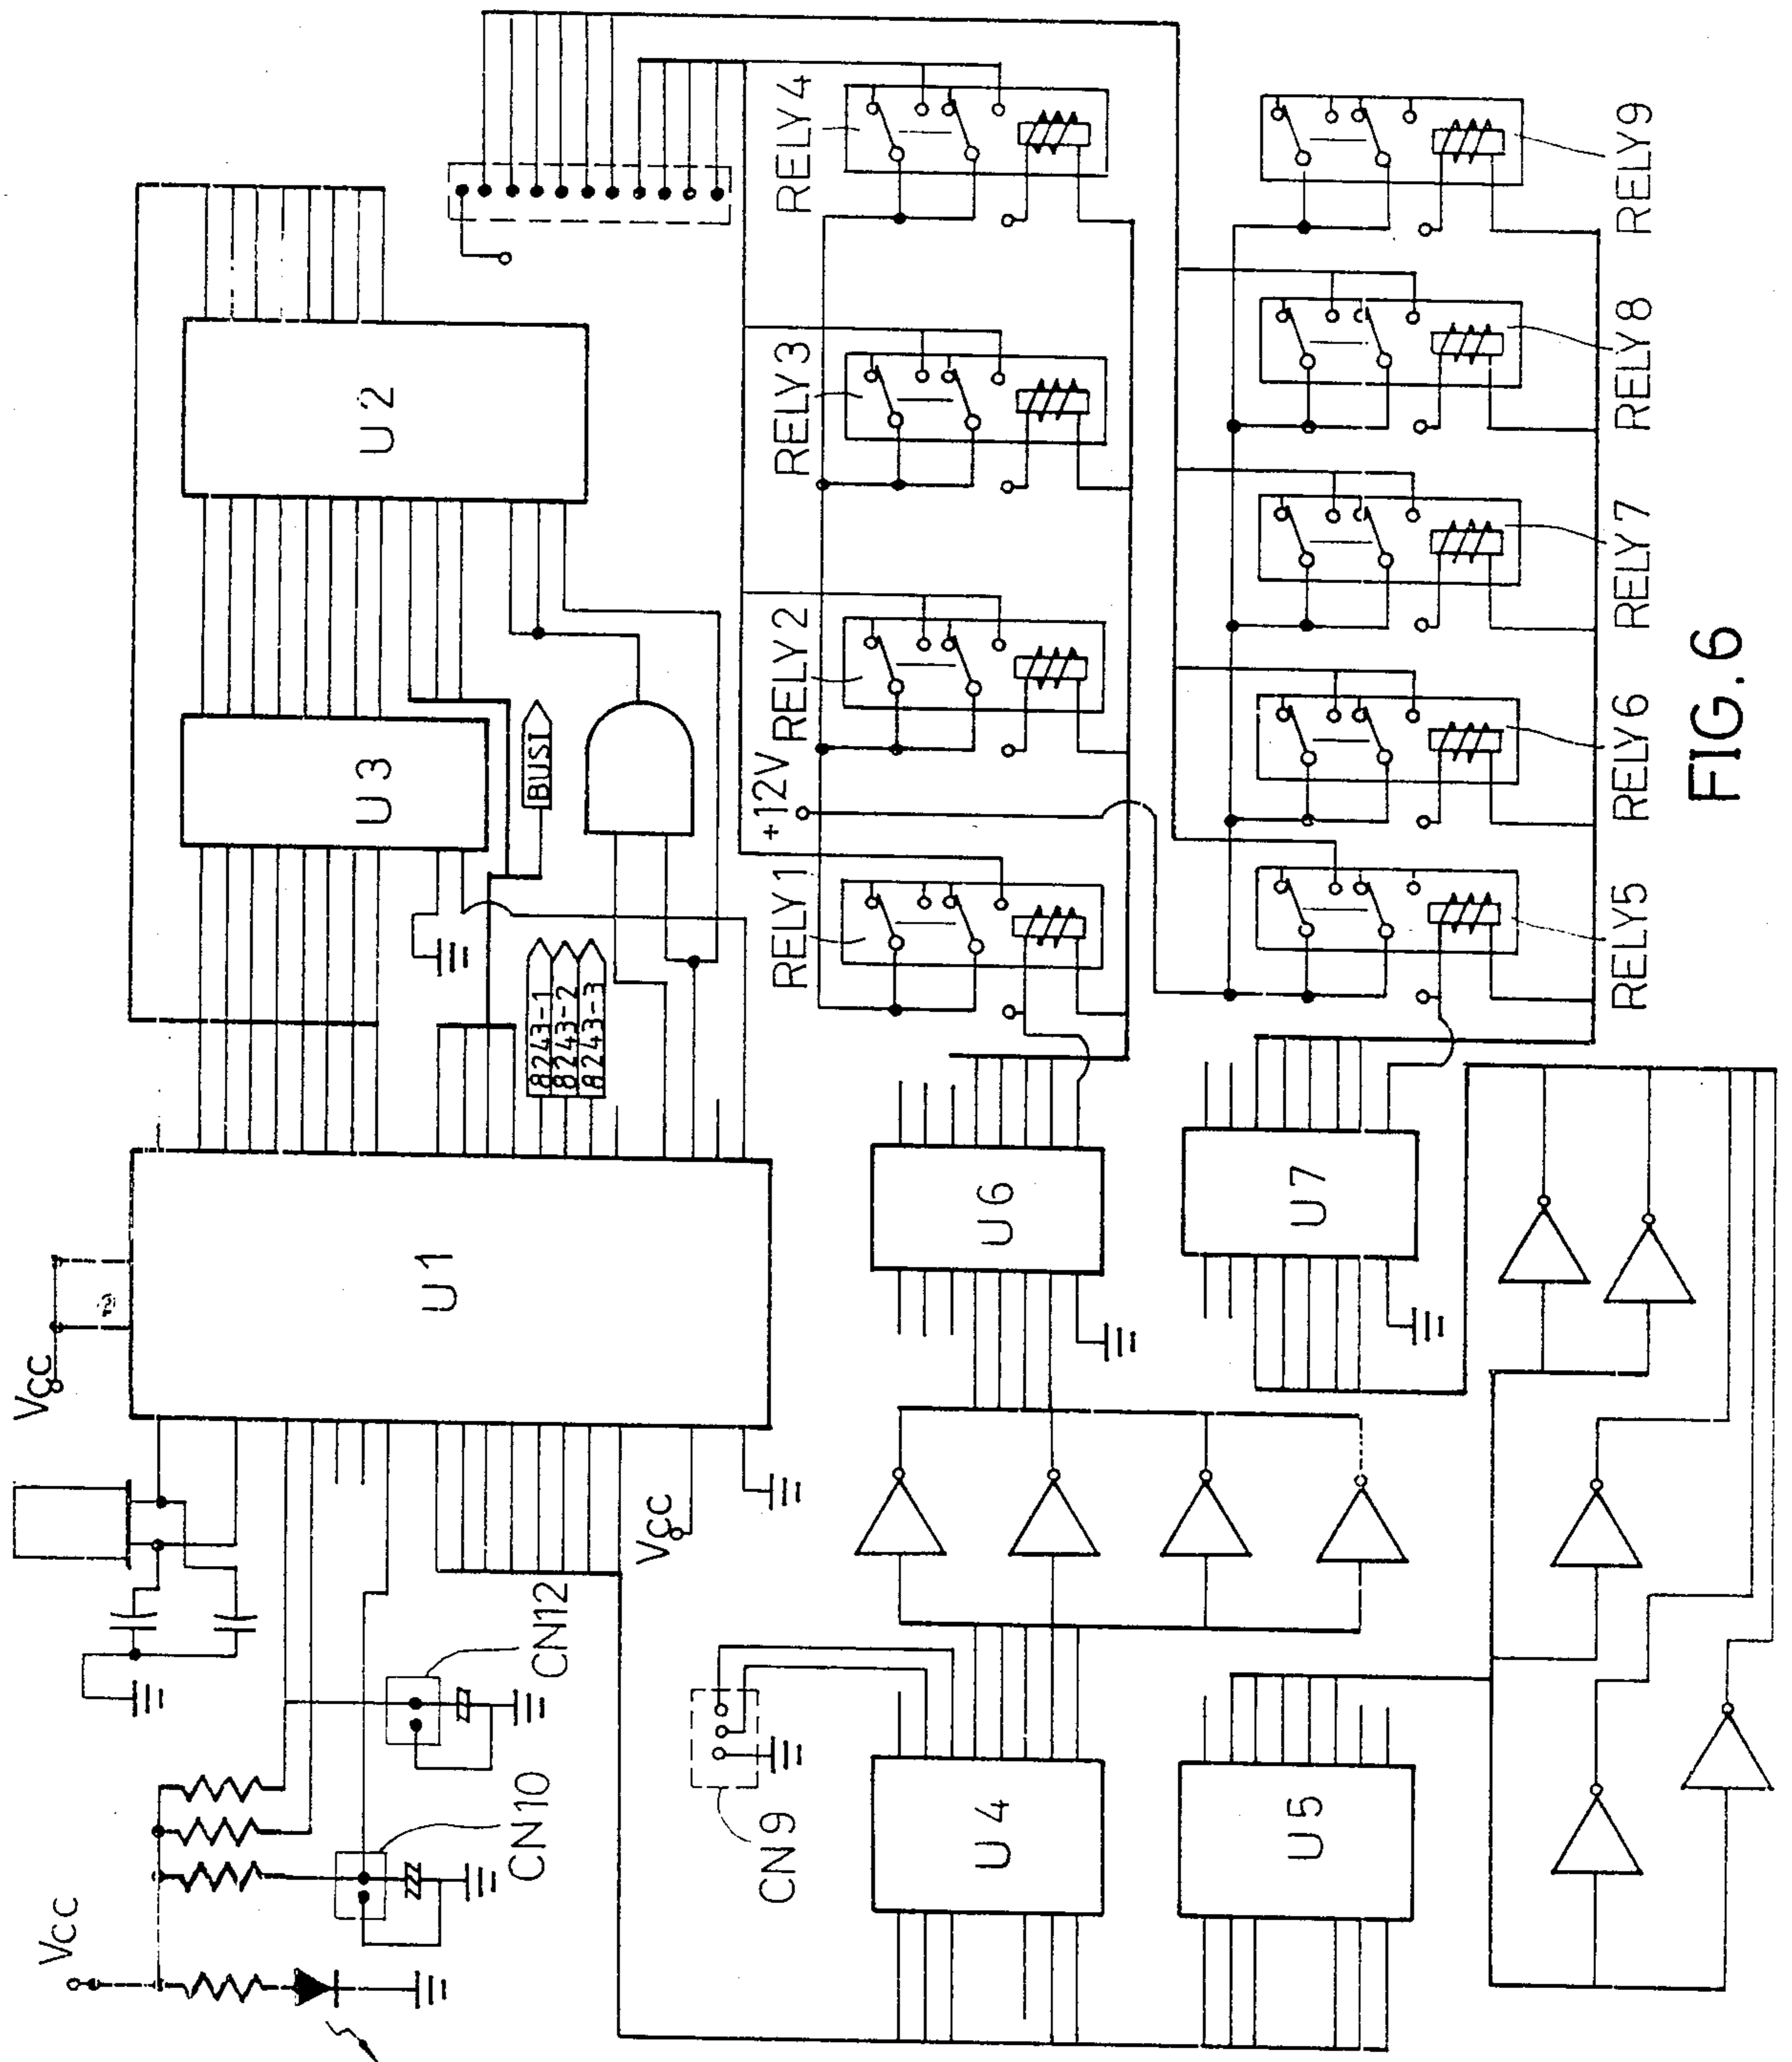 Vcc
U1
U3
U2
8243-1
8243-2
8243-3
BUS1
Vcc
CN10
CN12
Vcc
CN9
+12V
RELY1
RELY2
RELY3
RELY4
U4
U6
U5
U7
RELY5
RELY6
RELY7
RELY8
RELY9
FIG.6